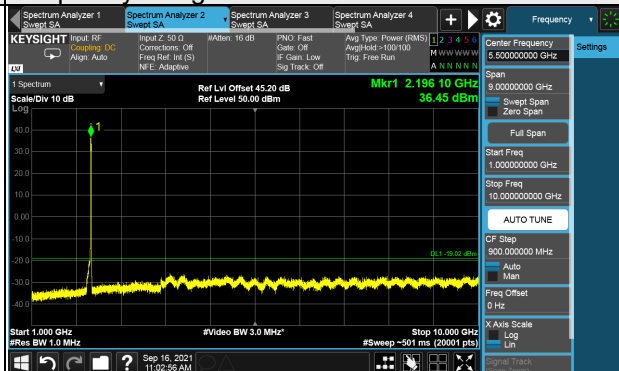 Spectrum Analyzer 1
Swept SA
Spectrum Analyzer 2
Swept SA
Spectrum Analyzer 3
Swept SA
Spectrum Analyzer 4
Swept SA
+
Frequency
KEYSIGHT
LXI
Input: RF
Coupling: DC
Align: Auto
Input Z: 50 Ω
Corrections: Off
Freq Ref: Int (S)
NFE: Adaptive
#Atten: 16 dB
PNO: Fast
Gate: Off
IF Gain: Low
Sig Track: Off
Avg Type: Power (RMS)
Avg|Hold:>100/100
Trig: Free Run
1 2 3 4 5 6
M W W W W W
A N N N N N
1 Spectrum
Scale/Div 10 dB
Log
Ref Lvl Offset 45.20 dB
Ref Level 50.00 dBm
Mkr1 2.196 10 GHz
36.45 dBm
1
40.0
30.0
20.0
10.0
0.00
-10.0
-20.0
-30.0
-40.0
DL1 -19.02 dBm
Start 1.000 GHz
#Res BW 1.0 MHz
#Video BW 3.0 MHz*
Stop 10.000 GHz
#Sweep ~501 ms (20001 pts)
?
Sep 16, 2021
11:02:56 AM
Settings
Center Frequency
5.500000000 GHz
Span
9.00000000 GHz
Swept Span
Zero Span
Full Span
Start Freq
1.000000000 GHz
Stop Freq
10.000000000 GHz
AUTO TUNE
CF Step
900.000000 MHz
Auto
Man
Freq Offset
0 Hz
X Axis Scale
Log
Lin
Signal Track